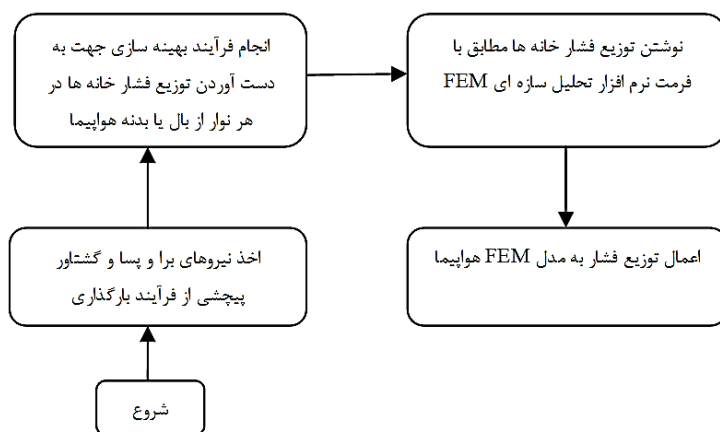 انجام فرآیند بهینه سازی جهت به
دست آوردن توزیع فشار خانه ها در
هر نوار از بال یا بدنه هواپیما
نوشتن توزیع فشار خانه ها مطابق با
فرمت نرم افزار تحلیل سازه ای FEM
اخذ نیروهای برا و پسا و گشتاور
پیچشی از فرآیند بارگذاری
اعمال توزیع فشار به مدل FEM هواپیما
شروع